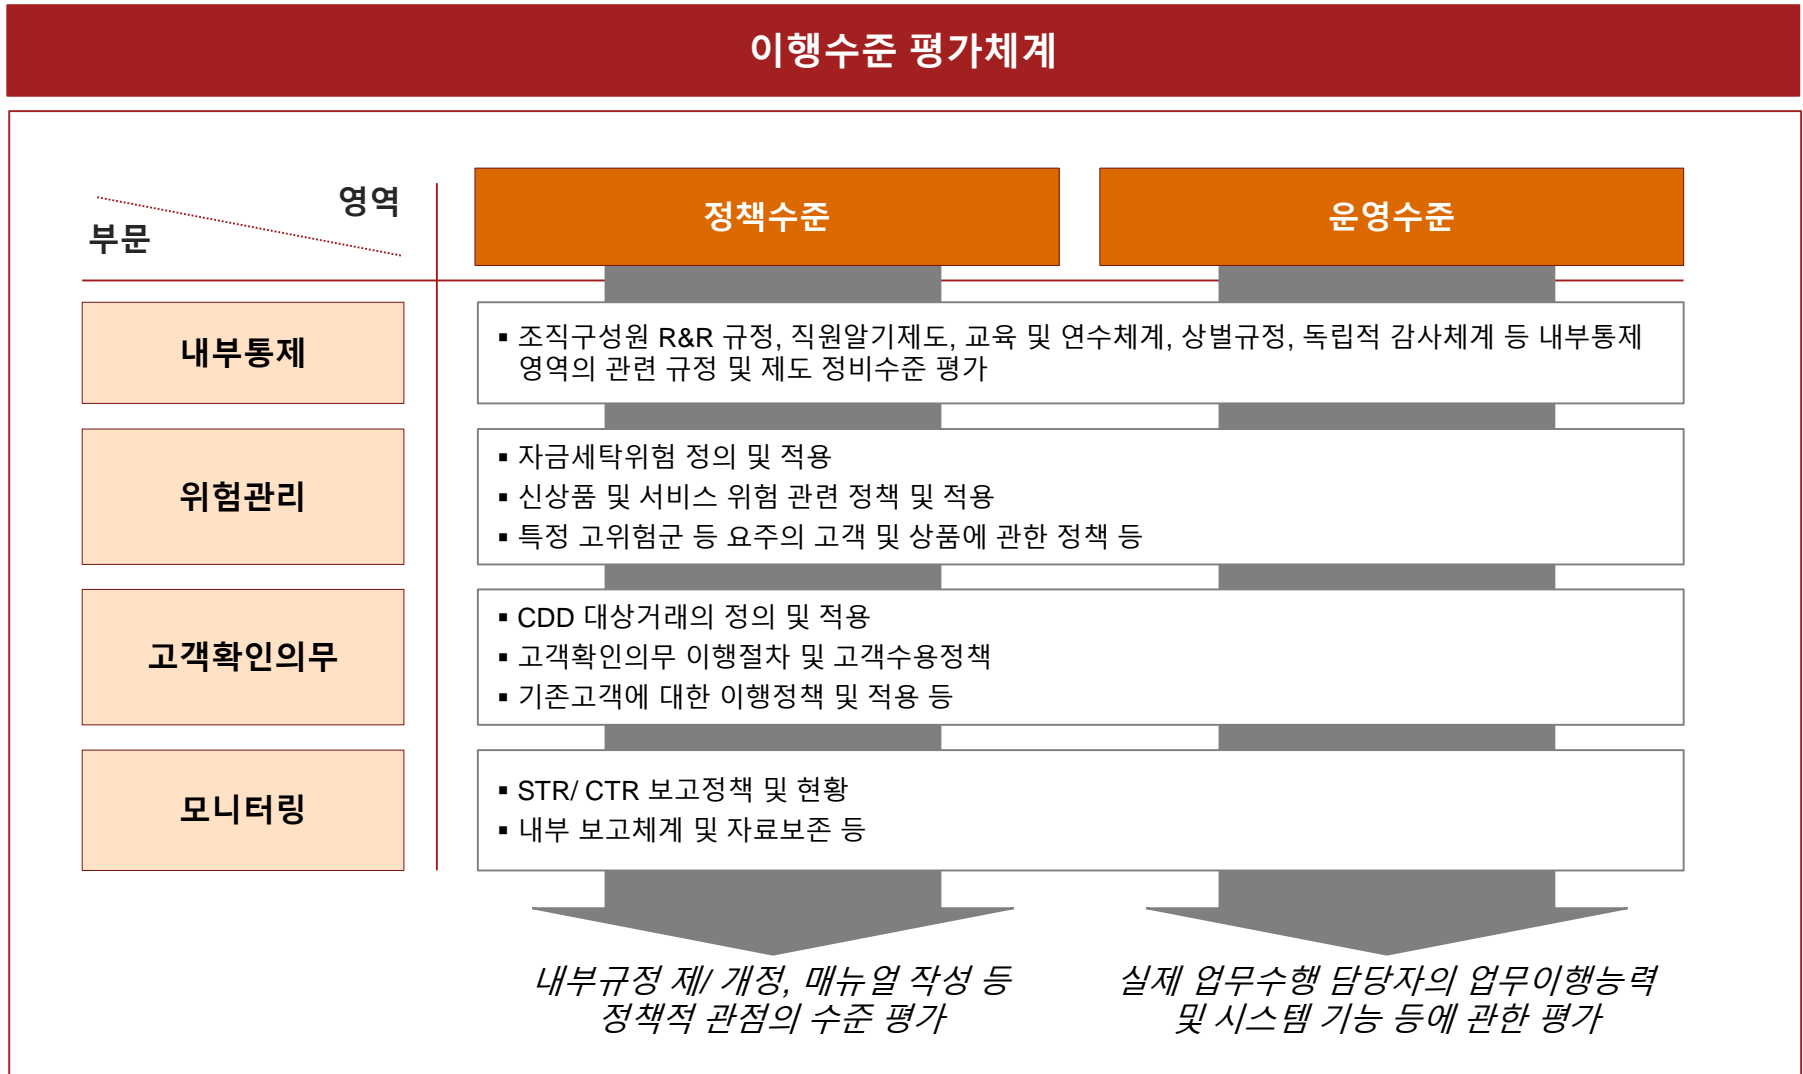 이행수준 평가체계
영역
부문
정책수준
운영수준
내부통제
▪ 조직구성원 R&R 규정, 직원알기제도, 교육 및 연수체계, 상벌규정, 독립적 감사체계 등 내부통제
영역의 관련 규정 및 제도 정비수준 평가
위험관리
▪ 자금세탁위험 정의 및 적용
▪ 신상품 및 서비스 위험 관련 정책 및 적용
▪ 특정 고위험군 등 요주의 고객 및 상품에 관한 정책 등
고객확인의무
▪ CDD 대상거래의 정의 및 적용
▪ 고객확인의무 이행절차 및 고객수용정책
▪ 기존고객에 대한 이행정책 및 적용 등
모니터링
▪ STR/ CTR 보고정책 및 현황
▪ 내부 보고체계 및 자료보존 등
내부규정 제/ 개정, 매뉴얼 작성 등
정책적 관점의 수준 평가
실제 업무수행 담당자의 업무이행능력
및 시스템 기능 등에 관한 평가